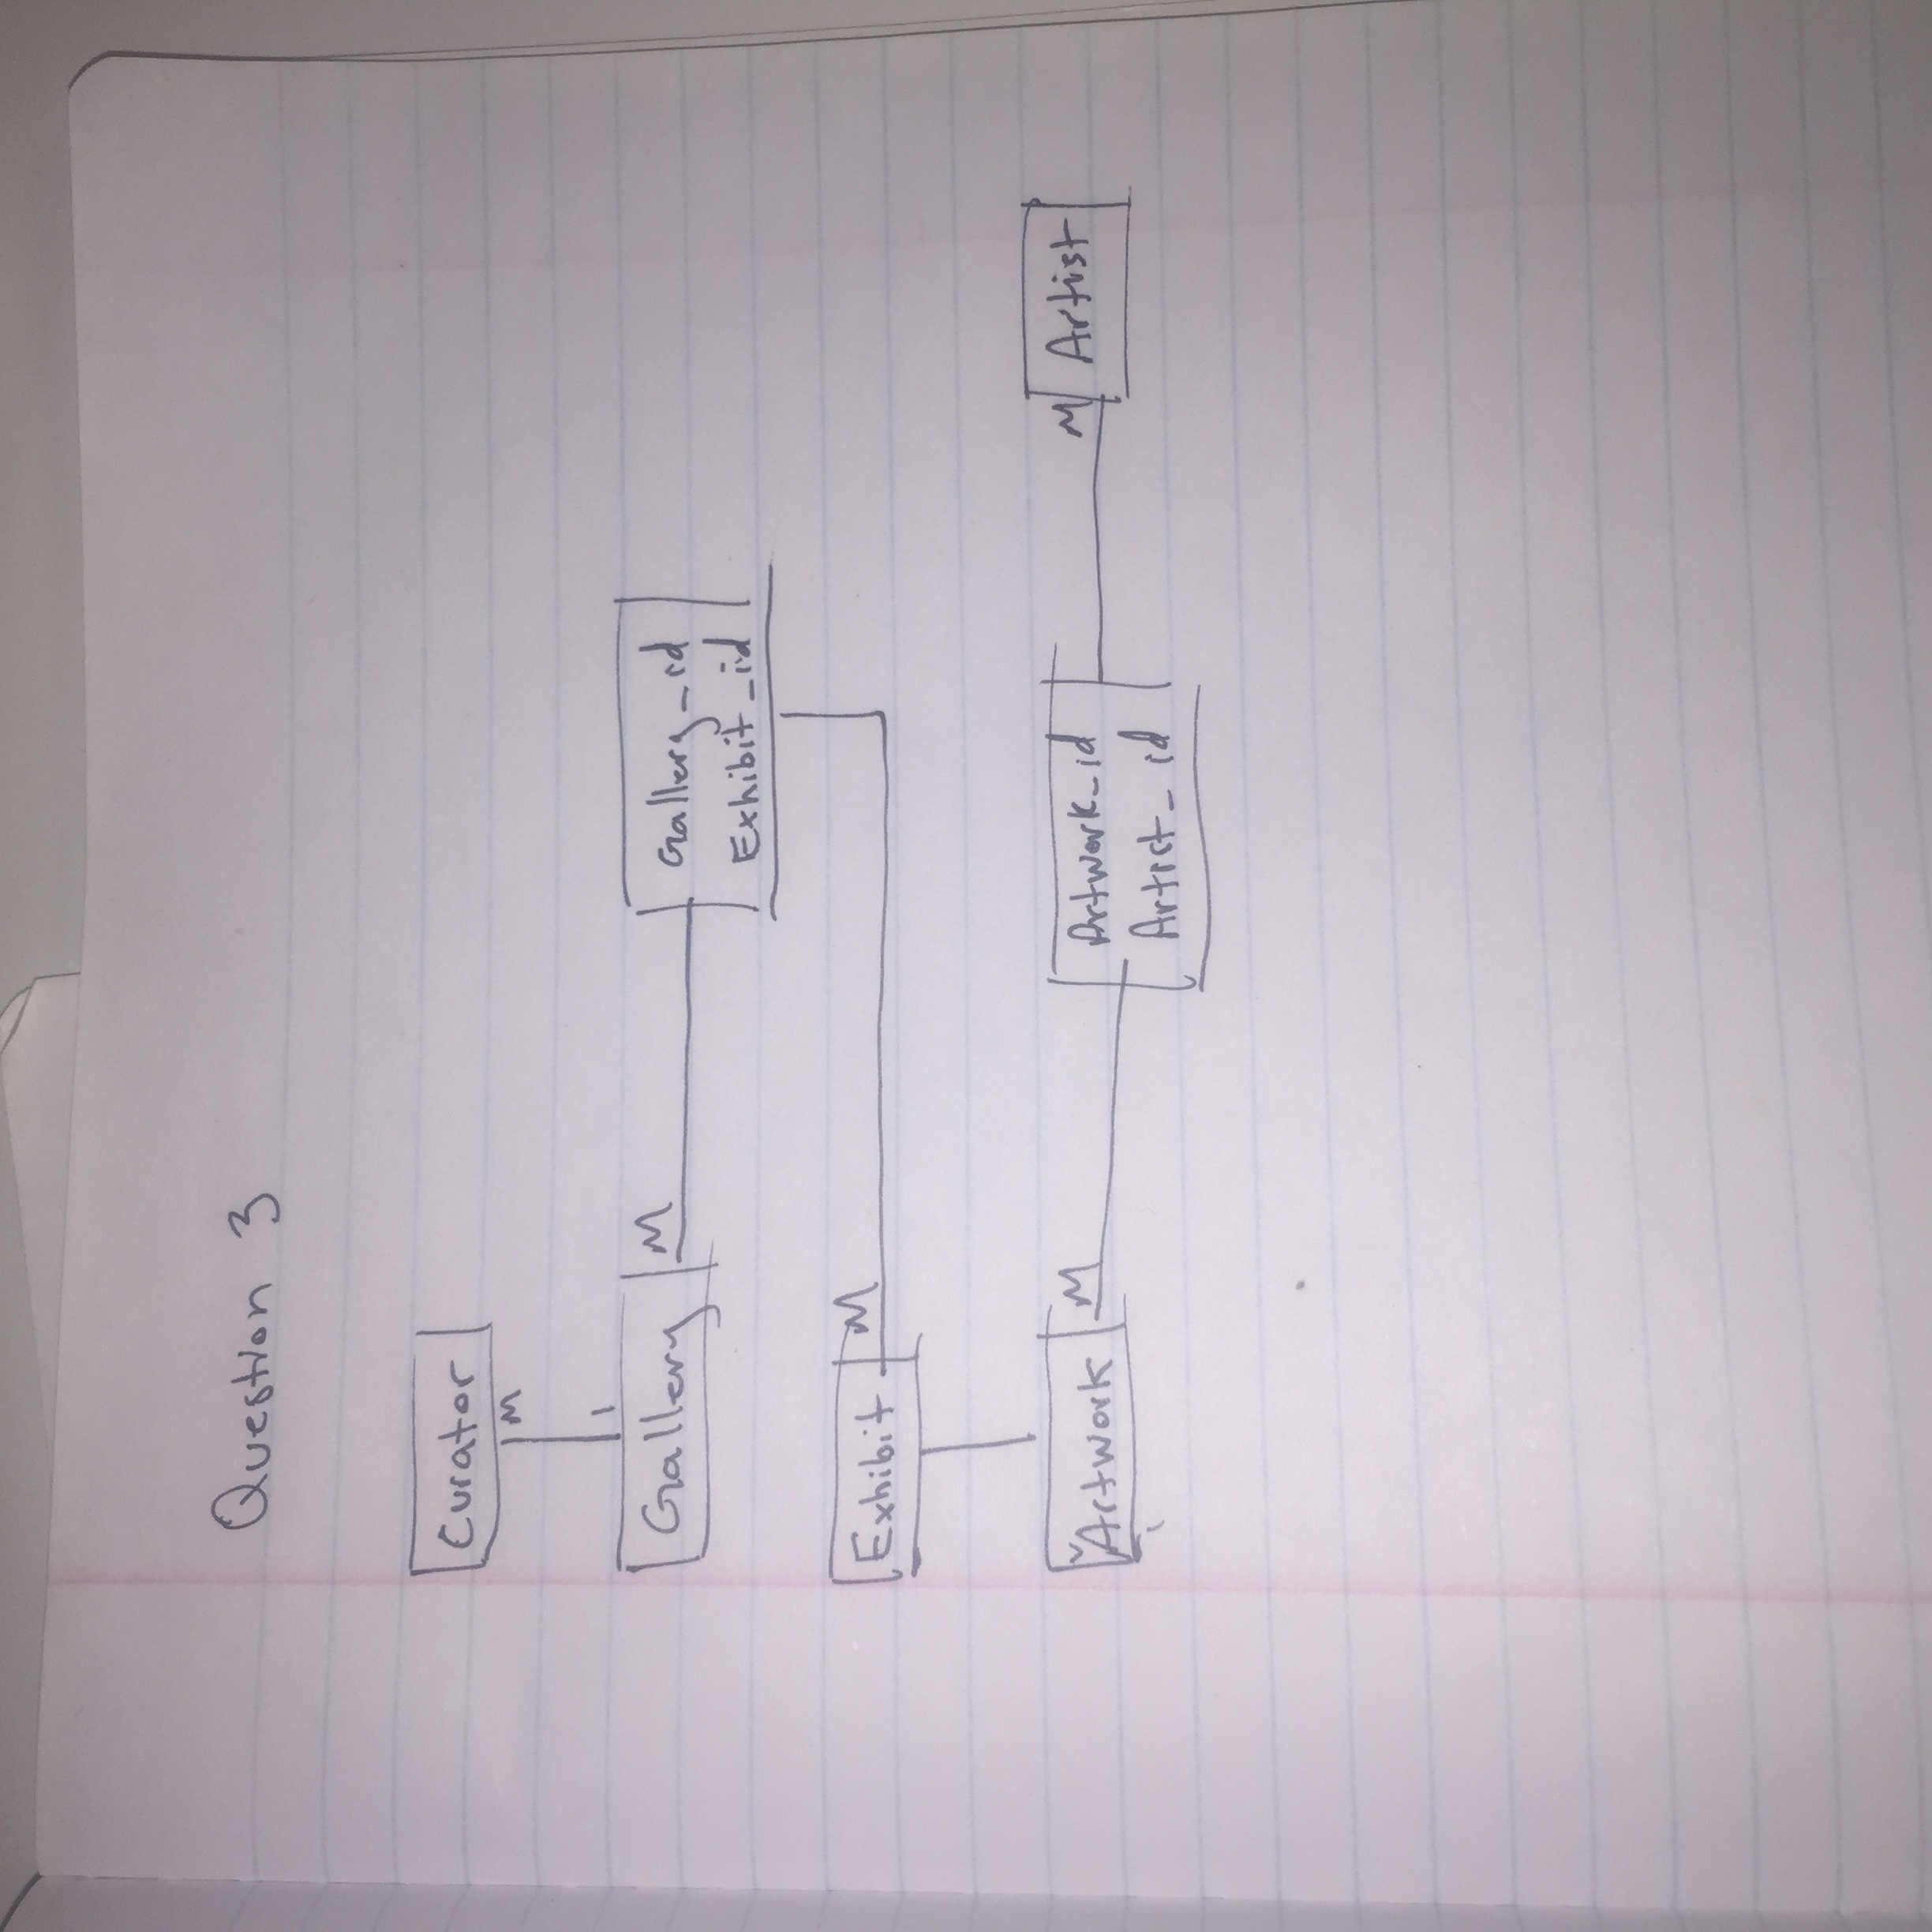 Question 3
Curator
M
1
Gallery M
Gallery_id
Exhibit_id
Exhibit M
Artwork M
Artwork_id
Artist_id
M Artist